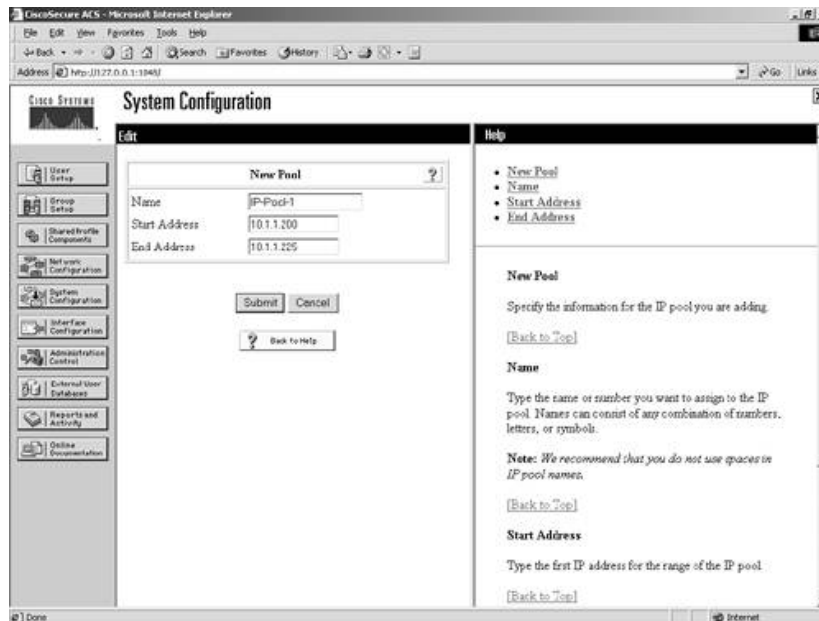 CiscoSecure ACS - Microsoft Internet Explorer
File Edit View Favorites Tools Help
Back Search Favorites History
Address http://127.0.0.1:1048/ Go Links
Cisco Systems
System Configuration
Edit
Help
User Setup
Group Setup
Shared Profile Components
Network Configuration
System Configuration
Interface Configuration
Administration Control
External User Databases
Reports and Activity
Online Documentation
New Pool ?
Name IP-Pool-1
Start Address 10.1.1.200
End Address 10.1.1.225
Submit Cancel
? Back to Help
New Pool
Name
Start Address
End Address
New Pool
Specify the information for the IP pool you are adding.
[Back to Top]
Name
Type the name or number you want to assign to the IP
pool. Names can consist of any combination of numbers,
letters, or symbols.
Note: We recommend that you do not use spaces in
IP pool names.
[Back to Top]
Start Address
Type the first IP address for the range of the IP pool.
[Back to Top]
Done Internet